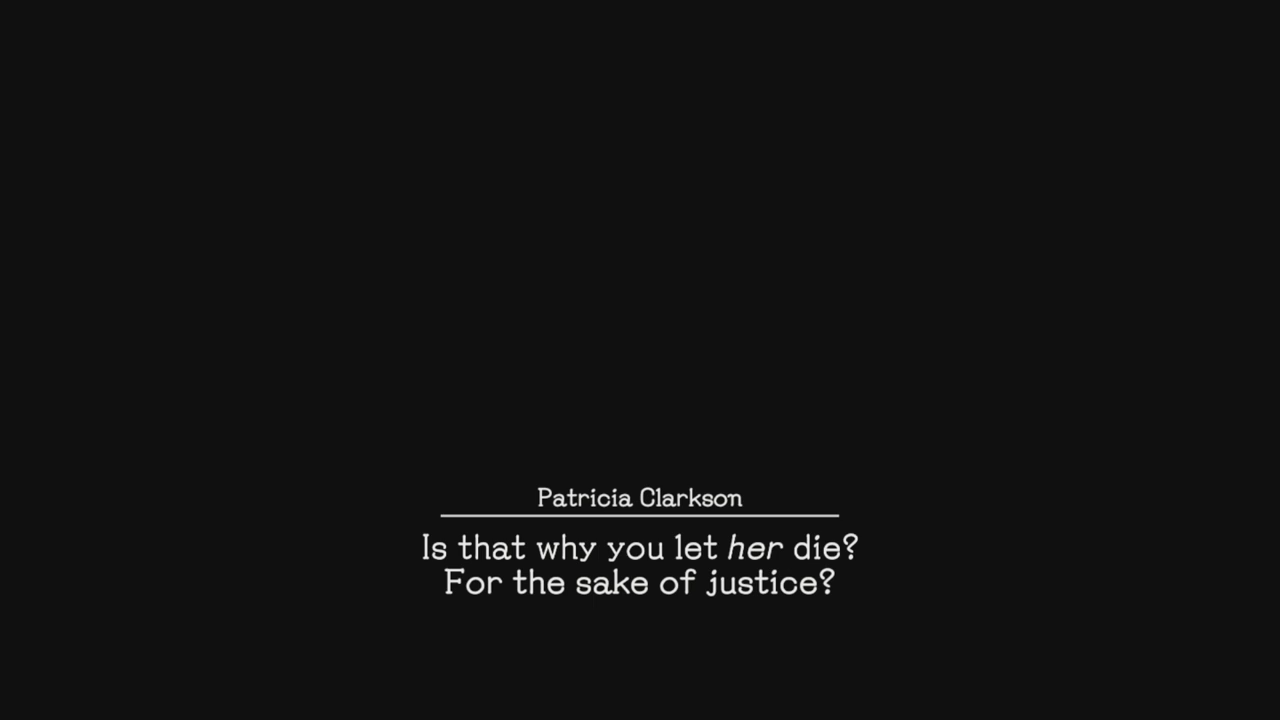 Patricia Clarkson
Is that why you let her die?
For the sake of justice?